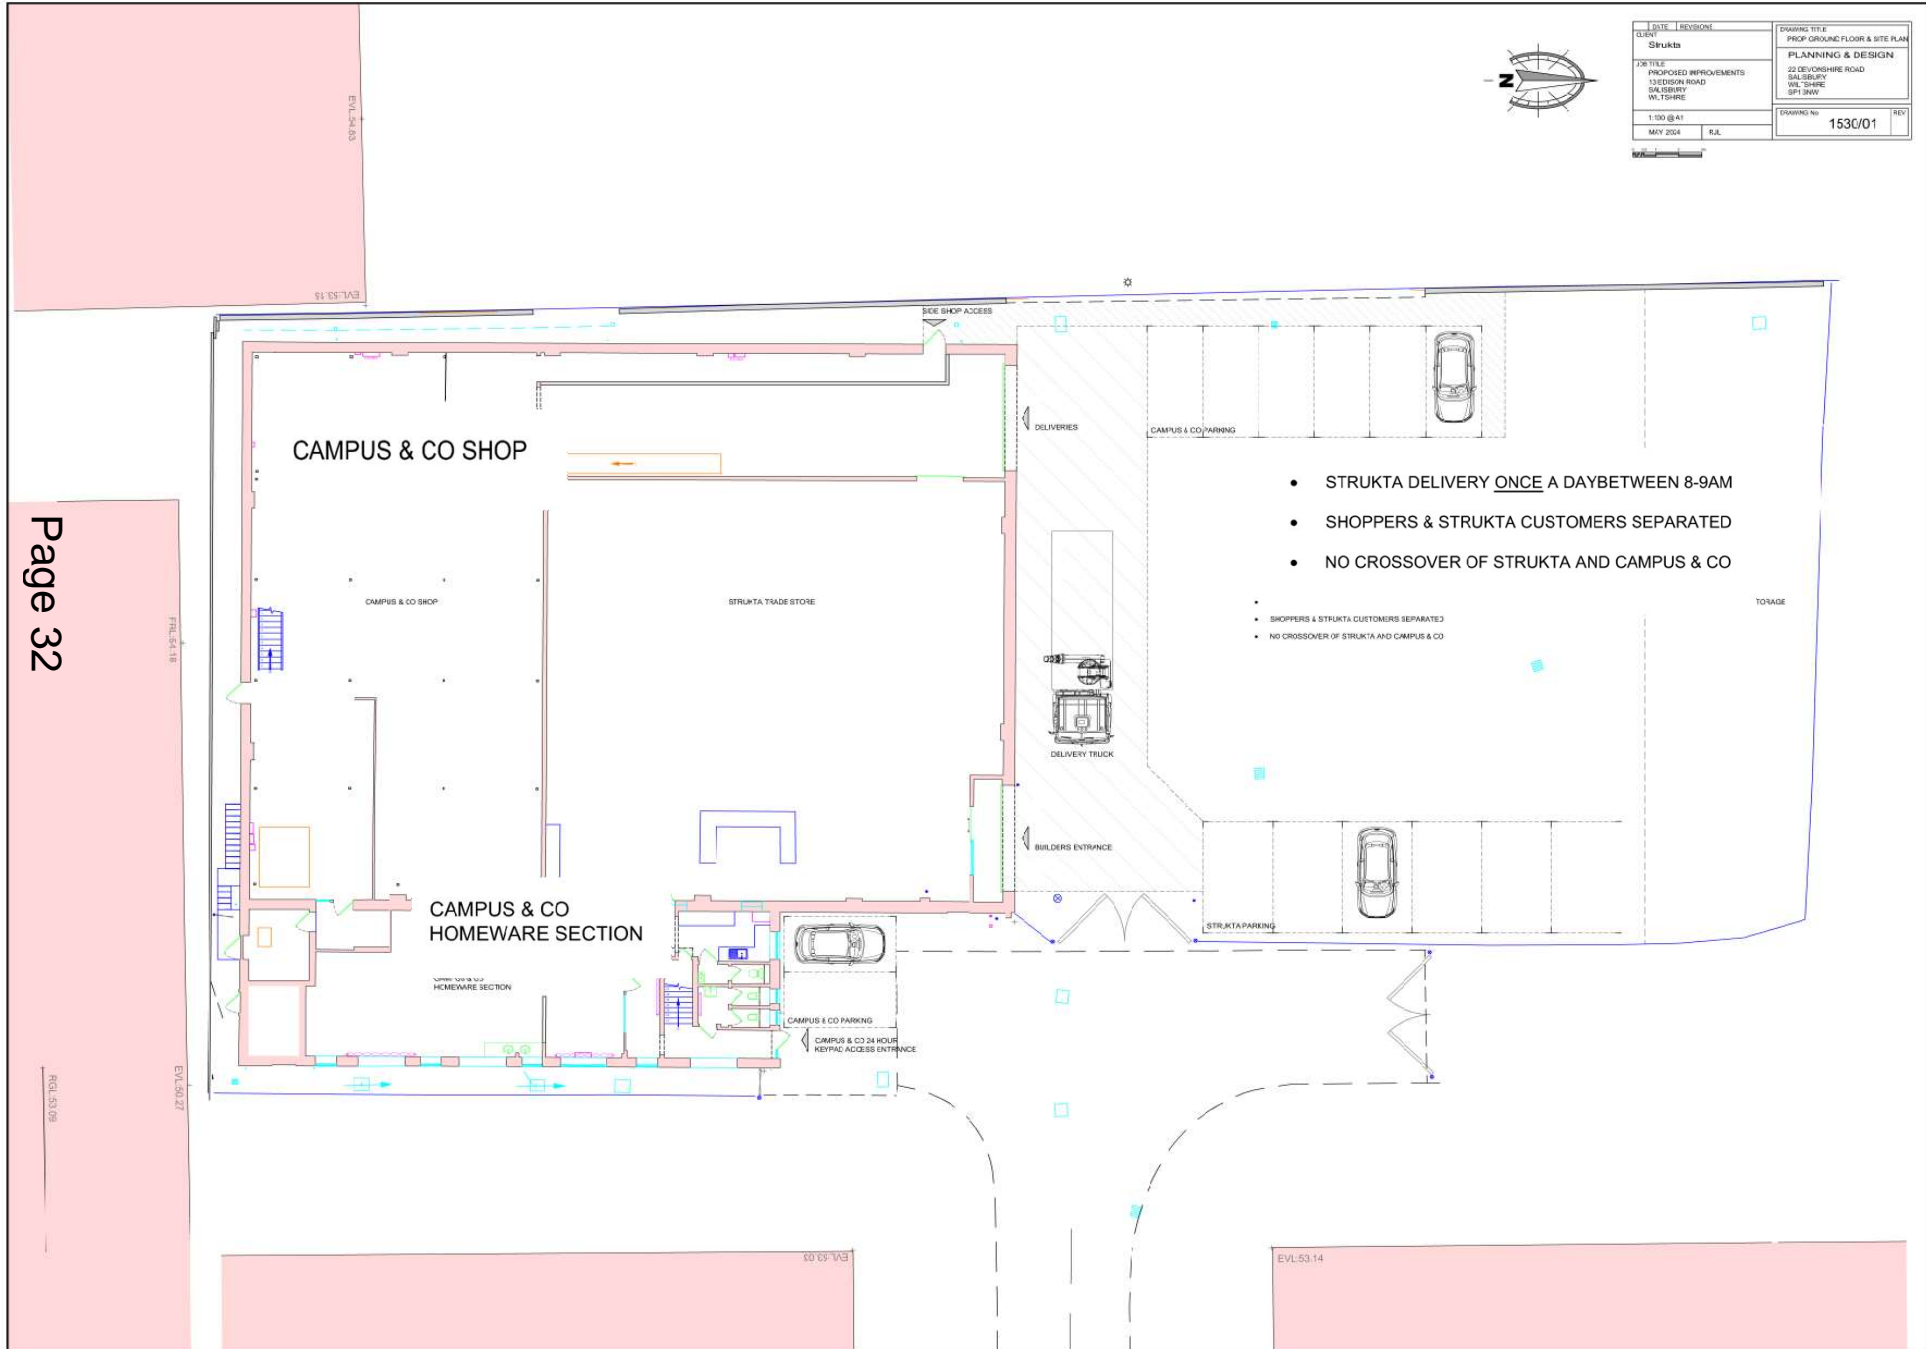 DATE REVISIONS
CLIENT
Strukta
JOB TITLE
PROPOSED IMPROVEMENTS
13 EDISON ROAD
SALISBURY
WILTSHIRE
1:100 @ A1
MAY 2024 RJL
DRAWING TITLE
PROP GROUND FLOOR & SITE PLAN
PLANNING & DESIGN
22 DEVONSHIRE ROAD
SALISBURY
WILTSHIRE
SP1 3NW
DRAWING No REV
1530/01
N
EVL:54.63
EVL:53.15
SIDE SHOP ACCESS
DELIVERIES
CAMPUS & CO PARKING
CAMPUS & CO SHOP
• STRUKTA DELIVERY ONCE A DAYBETWEEN 8-9AM
• SHOPPERS & STRUKTA CUSTOMERS SEPARATED
• NO CROSSOVER OF STRUKTA AND CAMPUS & CO
Page 32
CAMPUS & CO SHOP
STRUKTA TRADE STORE
TORAGE
•
• SHOPPERS & STRUKTA CUSTOMERS SEPARATED
• NO CROSSOVER OF STRUKTA AND CAMPUS & CO
FRL:54.18
DELIVERY TRUCK
BUILDERS ENTRANCE
CAMPUS & CO
HOMEWARE SECTION
STRUKTA PARKING
CAMPUS & CO
HOMEWARE SECTION
CAMPUS & CO PARKING
CAMPUS & CO 24 HOUR
KEYPAD ACCESS ENTRANCE
EVL:50.27
RGL:53.09
EVL:53.03
EVL:53.14